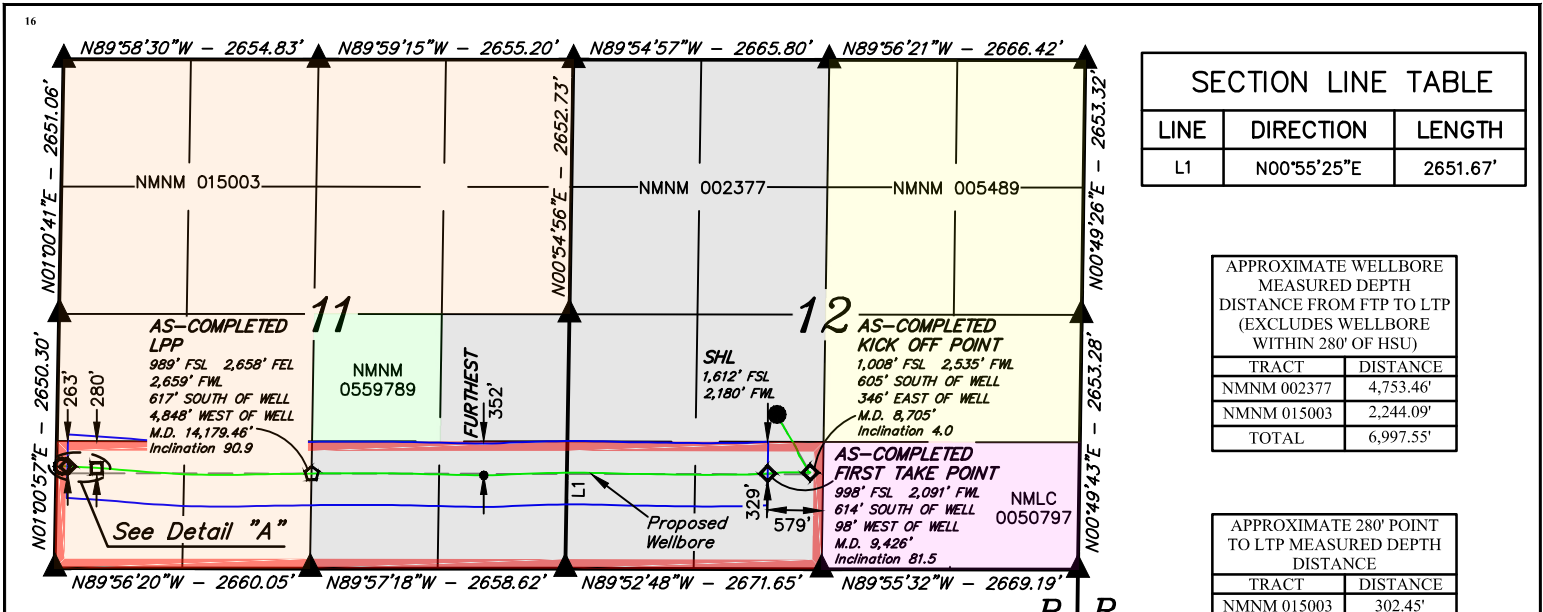 16
N89°58'30"W - 2654.83'
N89°59'15"W - 2655.20'
N89°54'57"W - 2665.80'
N89°56'21"W - 2666.42'
N01°00'41"E - 2651.06'
N00°54'56"E - 2652.73'
N00°49'26"E - 2653.32'
NMNM 015003
NMNM 002377
NMNM 005489
11
12
N01°00'57"E - 2650.30'
263'
280'
AS-COMPLETED
LPP
989' FSL 2,658' FEL
2,659' FWL
617' SOUTH OF WELL
4,848' WEST OF WELL
M.D. 14,179.46'
Inclination 90.9
NMNM
0559789
FURTHEST
352'
SHL
1,612' FSL
2,180' FWL
AS-COMPLETED
KICK OFF POINT
1,008' FSL 2,535' FWL
605' SOUTH OF WELL
346' EAST OF WELL
M.D. 8,705'
Inclination 4.0
N00°49'43"E - 2653.28'
See Detail "A"
L1
Proposed
Wellbore
329'
579'
AS-COMPLETED
FIRST TAKE POINT
998' FSL 2,091' FWL
614' SOUTH OF WELL
98' WEST OF WELL
M.D. 9,426'
Inclination 81.5
NMLC
0050797
N89°56'20"W - 2660.05'
N89°57'18"W - 2658.62'
N89°52'48"W - 2671.65'
N89°55'32"W - 2669.19'
SECTION LINE TABLE
LINE DIRECTION LENGTH
L1 N00°55'25"E 2651.67'
APPROXIMATE WELLBORE
MEASURED DEPTH
DISTANCE FROM FTP TO LTP
(EXCLUDES WELLBORE
WITHIN 280' OF HSU)
TRACT DISTANCE
NMNM 002377 4,753.46'
NMNM 015003 2,244.09'
TOTAL 6,997.55'
APPROXIMATE 280' POINT
TO LTP MEASURED DEPTH
DISTANCE
TRACT DISTANCE
NMNM 015003 302.45'